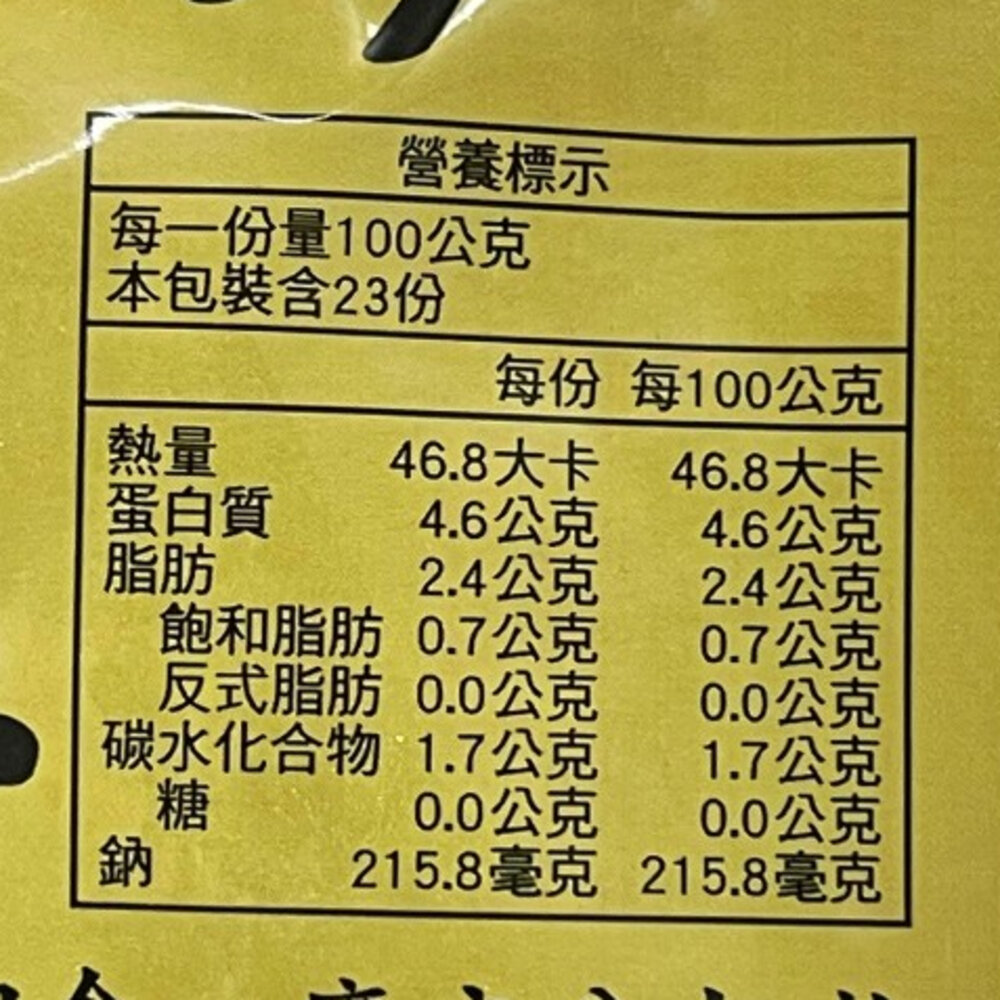 營養標示
每一份量100公克
本包裝含23份
每份 每100公克
熱量 46.8大卡 46.8大卡
蛋白質 4.6公克 4.6公克
脂肪 2.4公克 2.4公克
飽和脂肪 0.7公克 0.7公克
反式脂肪 0.0公克 0.0公克
碳水化合物 1.7公克 1.7公克
糖 0.0公克 0.0公克
鈉 215.8毫克 215.8毫克